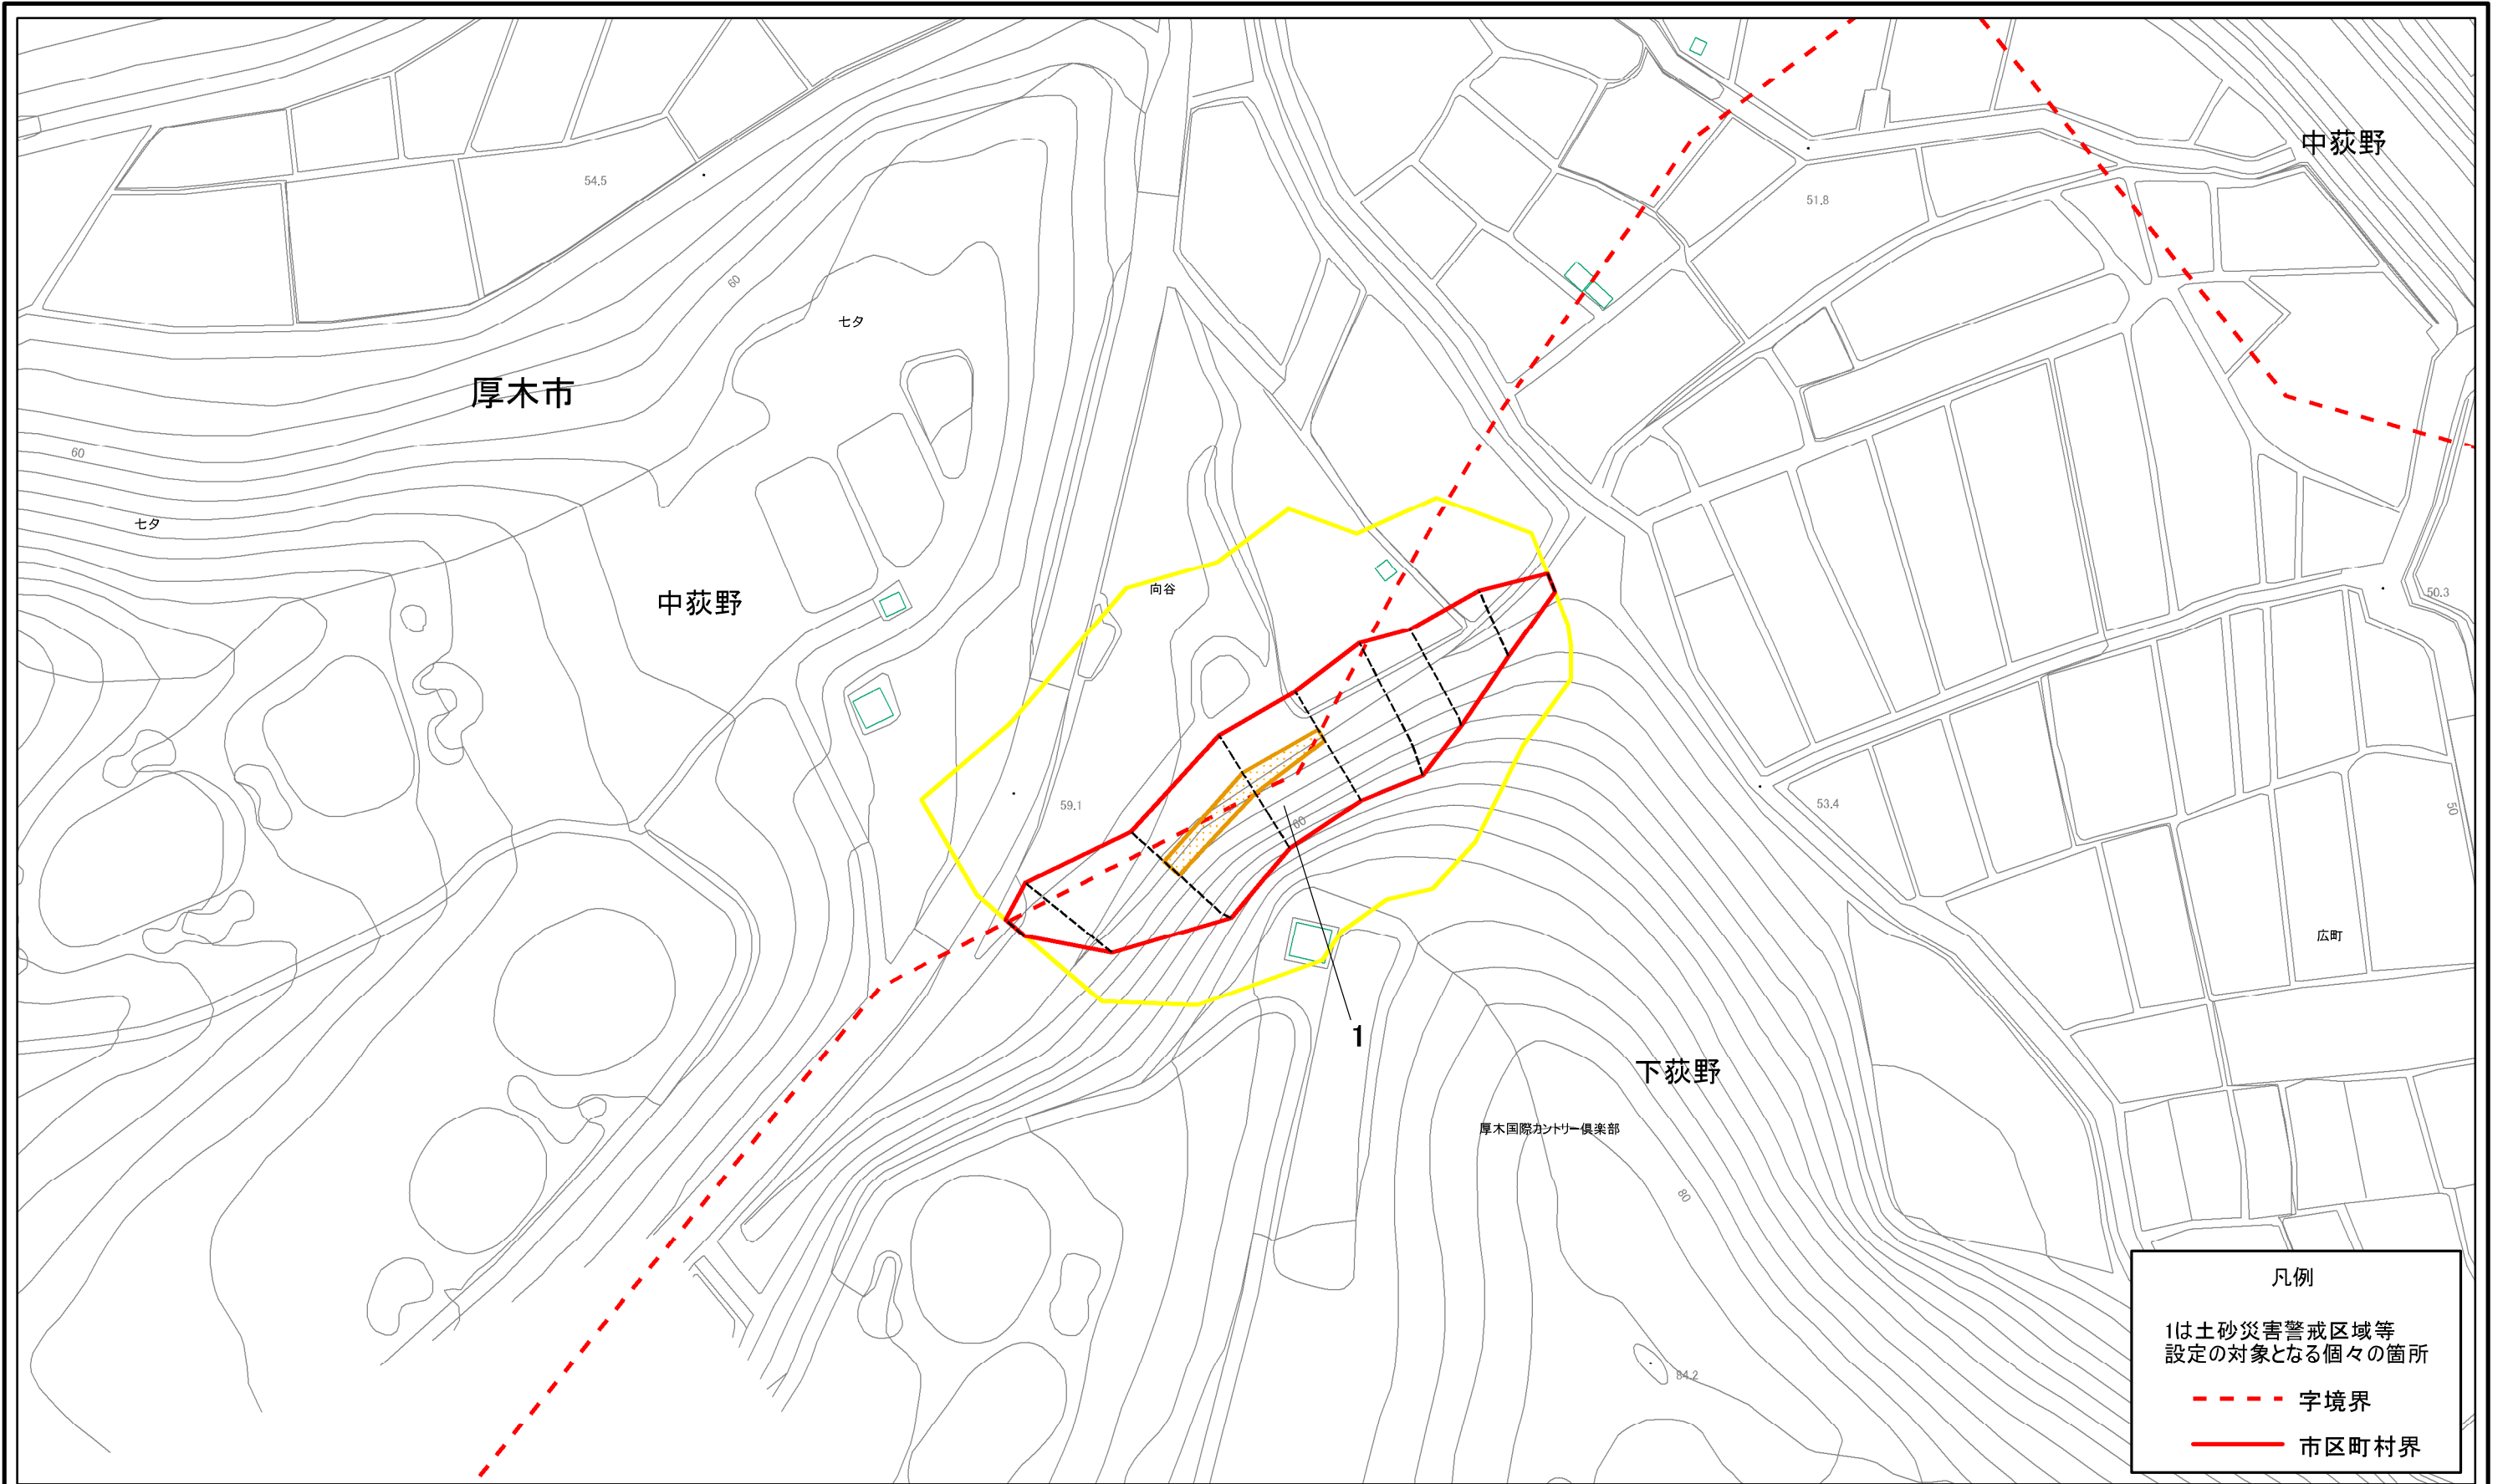 中荻野
54.5
51.8
60
七夕
厚木市
60
七夕
向谷
中荻野
50.3
59.1
53.4
50
60
広町
1
下荻野
厚木国際カントリー倶楽部
80
84.2
凡例
1は土砂災害警戒区域等
設定の対象となる個々の箇所
字境界
市区町村界